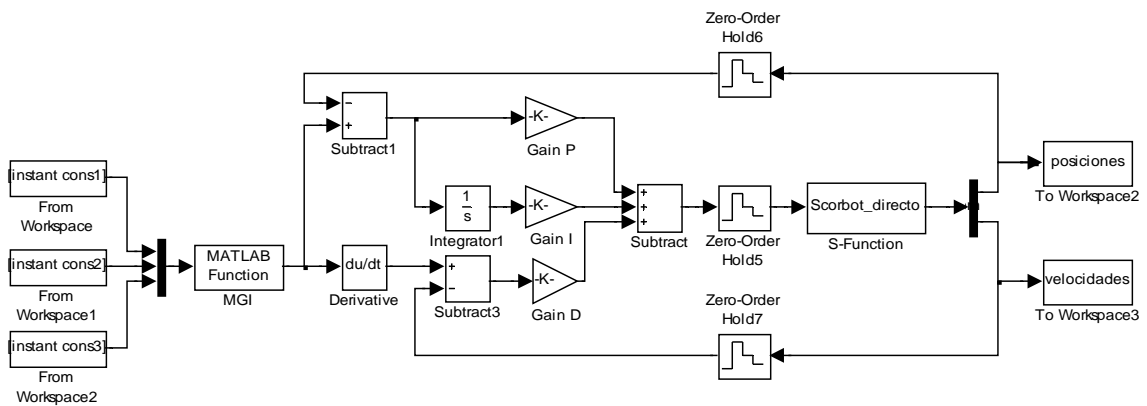 Zero-Order
Hold6
-
+
Subtract1
-K-
Gain P
[instant cons1]
From
Workspace
[instant cons2]
From
Workspace1
[instant cons3]
From
Workspace2
MATLAB
Function
MGI
1
s
Integrator1
-K-
Gain I
du/dt
Derivative
+
-
Subtract3
-K-
Gain D
+
+
+
Subtract
Zero-Order
Hold5
Scorbot_directo
S-Function
posiciones
To Workspace2
velocidades
To Workspace3
Zero-Order
Hold7